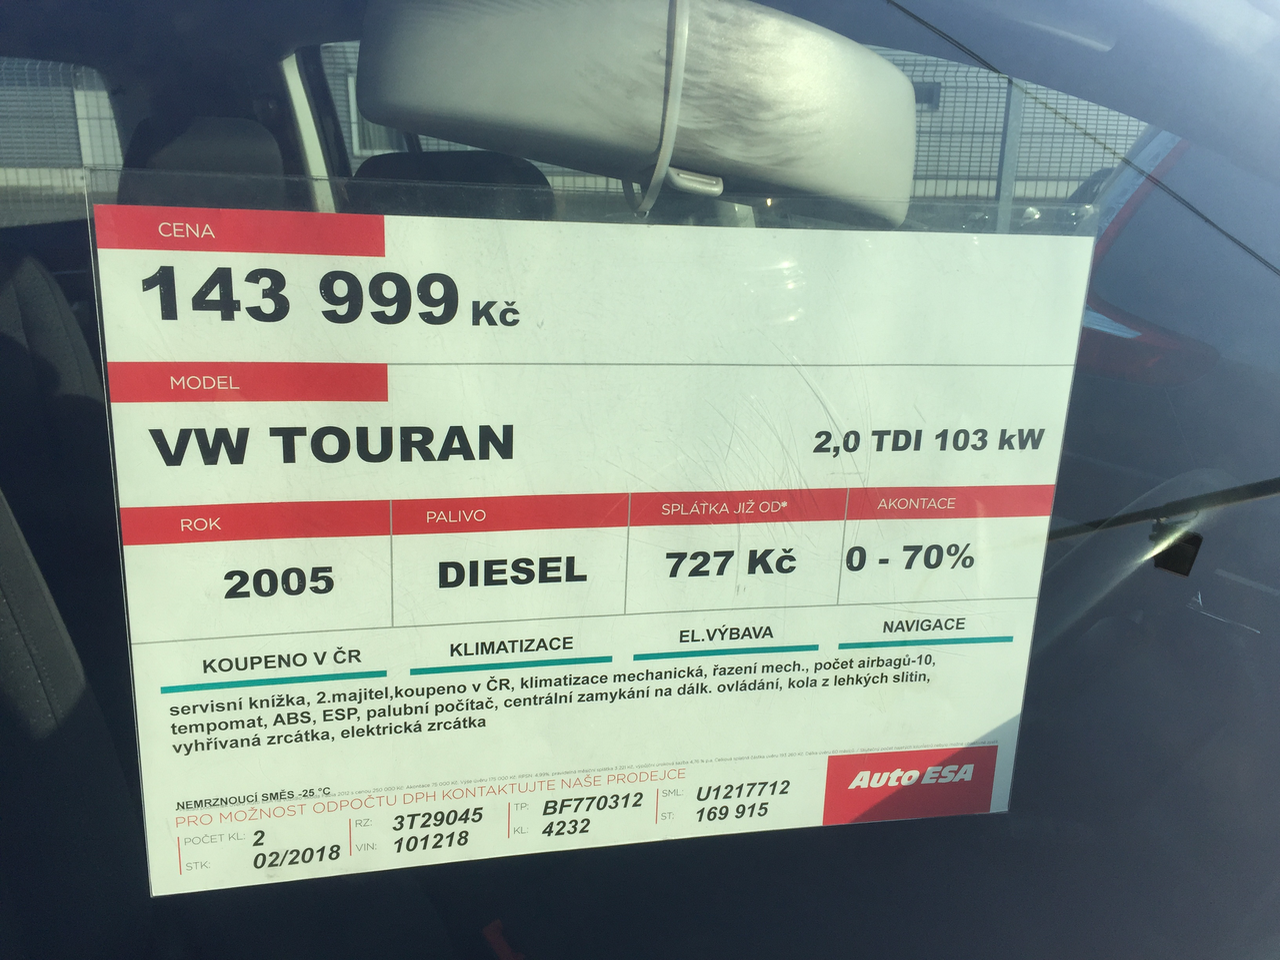 CENA
143 999 Kč
MODEL
VW TOURAN 2,0 TDI 103 kW
ROK PALIVO SPLÁTKA JIŽ OD* AKONTACE
2005 DIESEL 727 Kč 0 - 70%
KOUPENO V ČR KLIMATIZACE EL.VÝBAVA NAVIGACE
servisní knížka, 2.majitel,koupeno v ČR, klimatizace mechanická, řazení mech., počet airbagů-10,
tempomat, ABS, ESP, palubní počítač, centrální zamykání na dálk. ovládání, kola z lehkých slitin,
vyhřívaná zrcátka, elektrická zrcátka
NEMRZNOUCÍ SMĚS -25 °C
PRO MOŽNOST ODPOČTU DPH KONTAKTUJTE NAŠE PRODEJCE
POČET KL: 2 RZ: 3T29045 TP: BF770312 SML: U1217712
STK: 02/2018 VIN: 101218 KL: 4232 ST: 169 915
Auto ESA